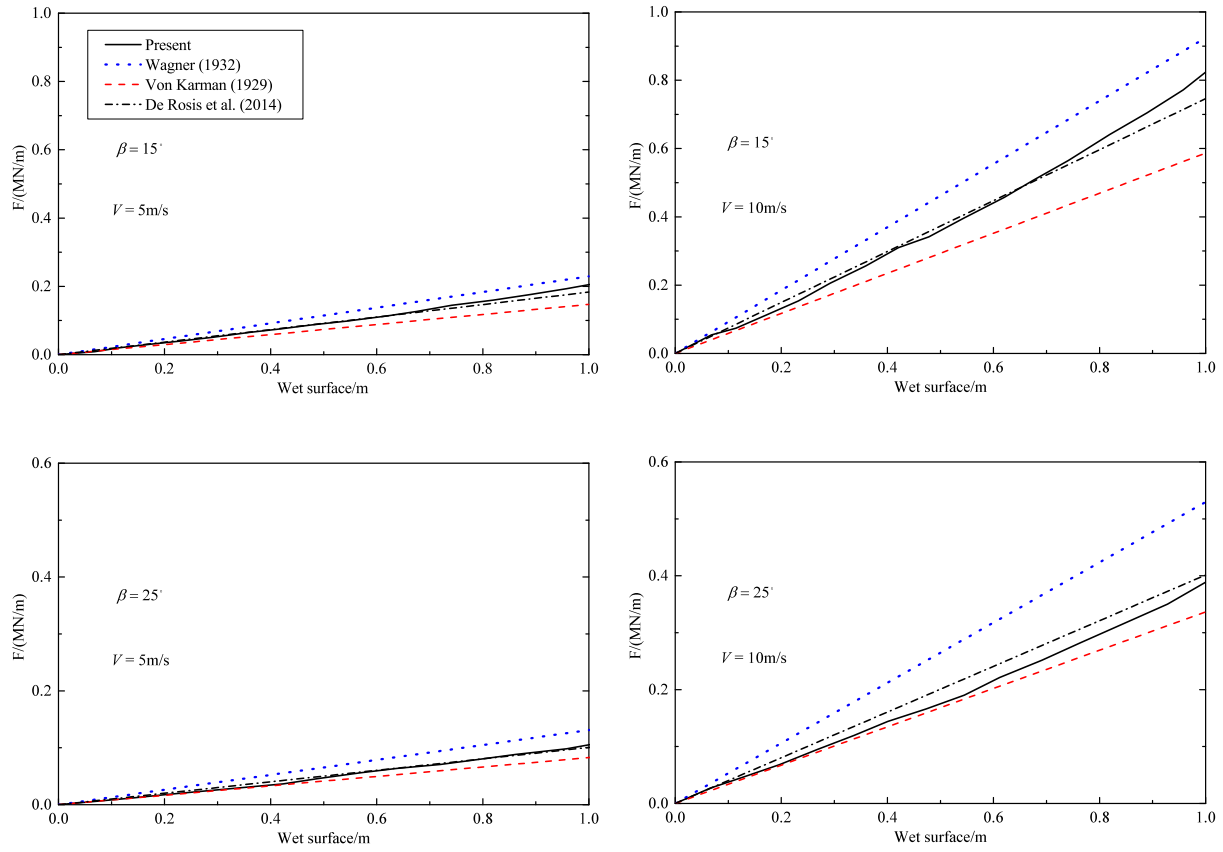 1.0
0.8
0.6
0.4
0.2
0.0
F/(MN/m)
Present
Wagner (1932)
Von Karman (1929)
De Rosis et al. (2014)
β = 15°
V = 5m/s
0.0 0.2 0.4 0.6 0.8 1.0
Wet surface/m
1.0
0.8
0.6
0.4
0.2
0.0
F/(MN/m)
β = 15°
V = 10m/s
0.0 0.2 0.4 0.6 0.8 1.0
Wet surface/m
0.6
0.4
0.2
0.0
F/(MN/m)
β = 25°
V = 5m/s
0.0 0.2 0.4 0.6 0.8 1.0
Wet surface/m
0.6
0.4
0.2
0.0
F/(MN/m)
β = 25°
V = 10m/s
0.0 0.2 0.4 0.6 0.8 1.0
Wet surface/m